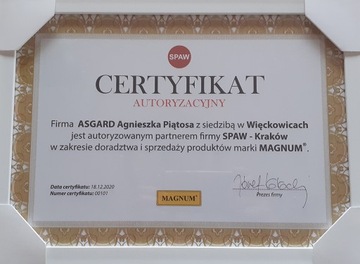 SPAW
CERTYFIKAT
AUTORYZACYJNY
Firma ASGARD Agnieszka Piątosa z siedzibą w Więckowicach
jest autoryzowanym partnerem firmy SPAW - Kraków
w zakresie doradztwa i sprzedaży produktów marki MAGNUM®.
Data certyfikatu: 18.12.2020
Numer certyfikatu: 00101
MAGNUM®
Prezes firmy